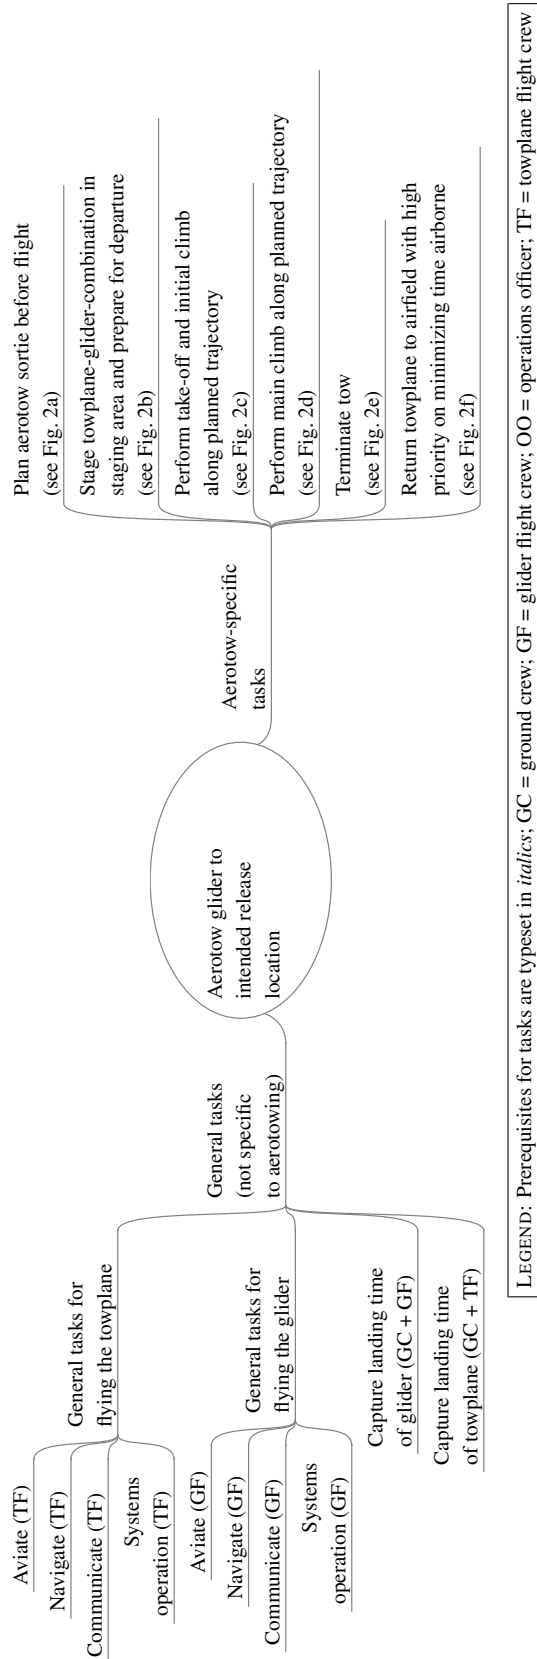 Aviate (TF)
Navigate (TF)
Communicate (TF)
Systems
operation (TF)
General tasks for
flying the towplane
Aviate (GF)
Navigate (GF)
Communicate (GF)
Systems
operation (GF)
General tasks for
flying the glider
Capture landing time
of glider (GC + GF)
Capture landing time
of towplane (GC + TF)
General tasks
(not specific
to aerotowing)
Aerotow glider to
intended release
location
Aerotow-specific
tasks
Plan aerotow sortie before flight
(see Fig. 2a)
Stage towplane-glider-combination in
staging area and prepare for departure
(see Fig. 2b)
Perform take-off and initial climb
along planned trajectory
(see Fig. 2c)
Perform main climb along planned trajectory
(see Fig. 2d)
Terminate tow
(see Fig. 2e)
Return towplane to airfield with high
priority on minimizing time airborne
(see Fig. 2f)
LEGEND: Prerequisites for tasks are typeset in italics; GC = ground crew; GF = glider flight crew; OO = operations officer; TF = towplane flight crew